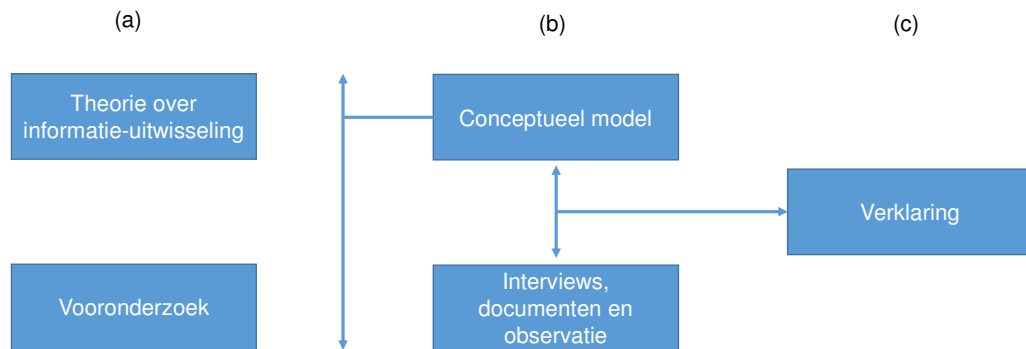 (a)
(b)
(c)
Theorie over
informatie-uitwisseling
Conceptueel model
Verklaring
Vooronderzoek
Interviews,
documenten en
observatie